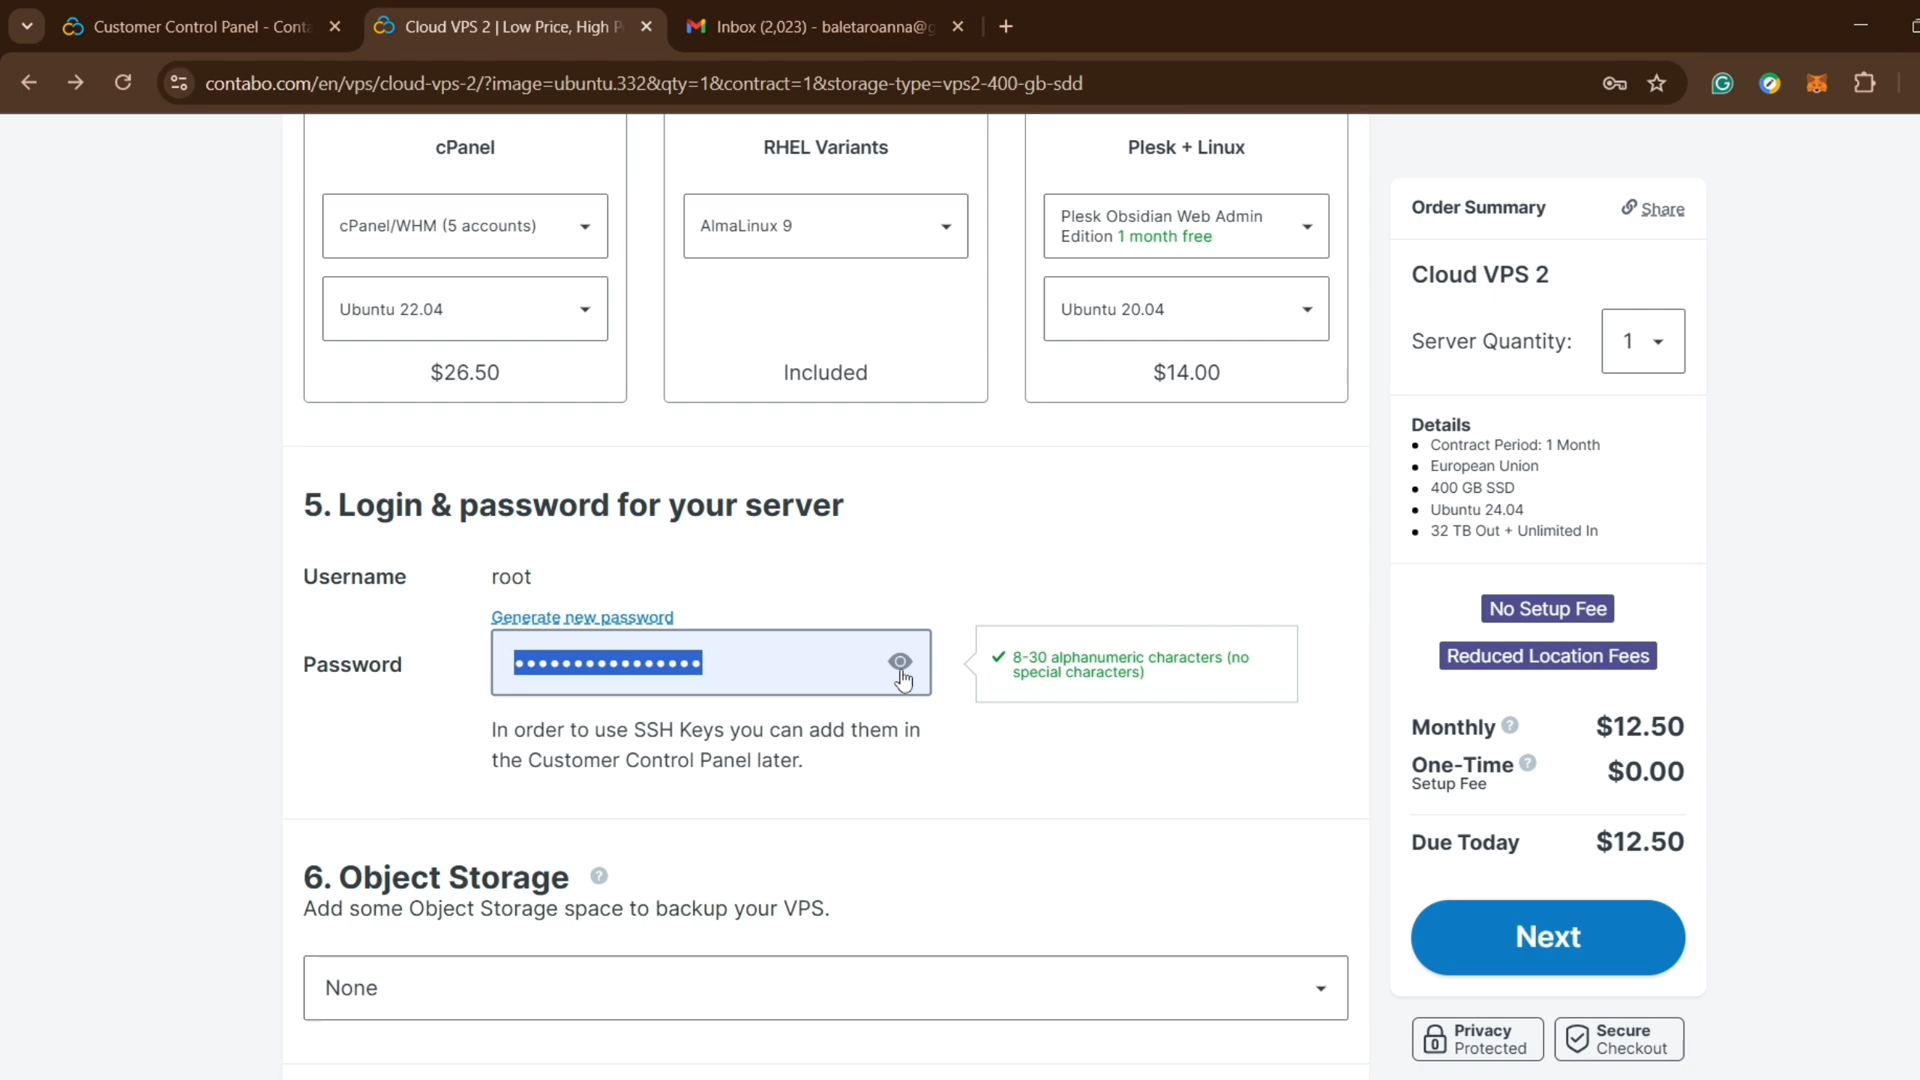 Customer Control Panel - Conta
Cloud VPS 2 | Low Price, High P
Inbox (2,023) - baletaroanna@g
contabo.com/en/vps/cloud-vps-2/?image=ubuntu.332&qty=1&contract=1&storage-type=vps2-400-gb-sdd
cPanel
RHEL Variants
Plesk + Linux
cPanel/WHM (5 accounts)
AlmaLinux 9
Plesk Obsidian Web Admin
Edition 1 month free
Ubuntu 22.04
Ubuntu 20.04
$26.50
Included
$14.00
5. Login & password for your server
Username
root
Generate new password
Password
8-30 alphanumeric characters (no
special characters)
In order to use SSH Keys you can add them in
the Customer Control Panel later.
6. Object Storage ?
Add some Object Storage space to backup your VPS.
None
Order Summary
Share
Cloud VPS 2
Server Quantity:
1
Details
Contract Period: 1 Month
European Union
400 GB SSD
Ubuntu 24.04
32 TB Out + Unlimited In
No Setup Fee
Reduced Location Fees
Monthly ? $12.50
One-Time ? $0.00
Setup Fee
Due Today $12.50
Next
Privacy
Protected
Secure
Checkout